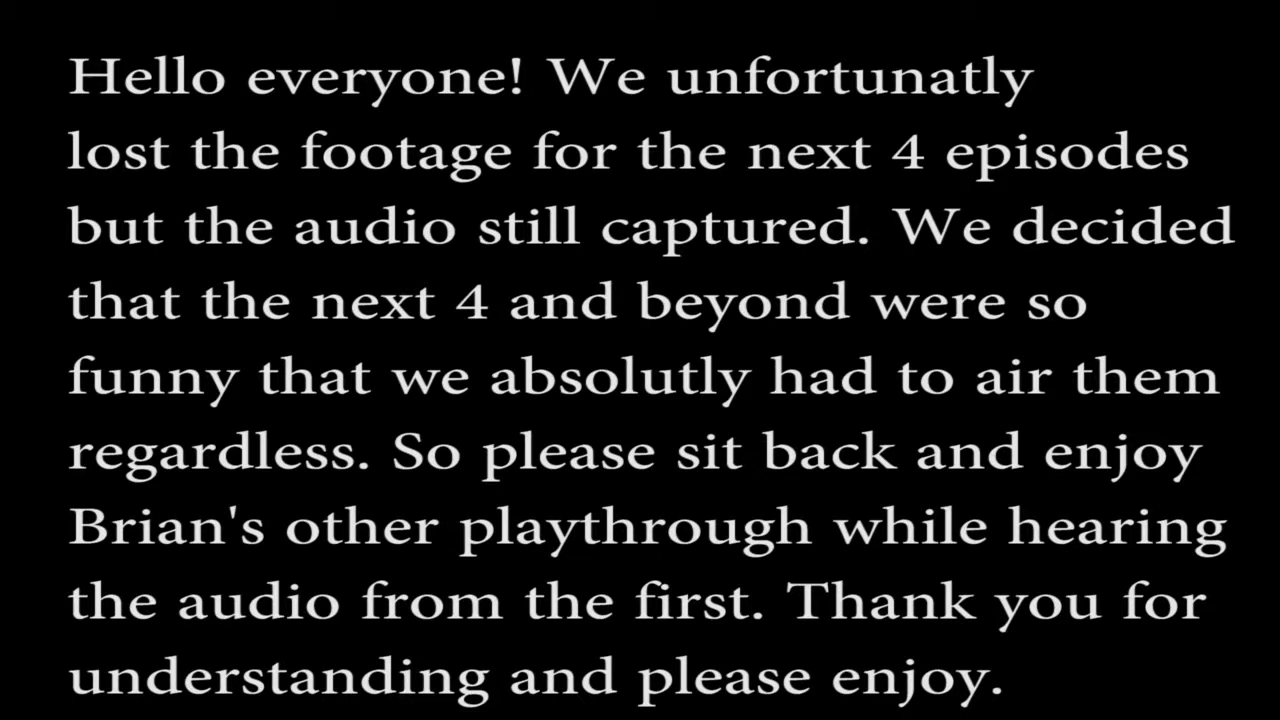 Hello everyone! We unfortunatly
lost the footage for the next 4 episodes
but the audio still captured. We decided
that the next 4 and beyond were so
funny that we absolutly had to air them
regardless. So please sit back and enjoy
Brian's other playthrough while hearing
the audio from the first. Thank you for
understanding and please enjoy.